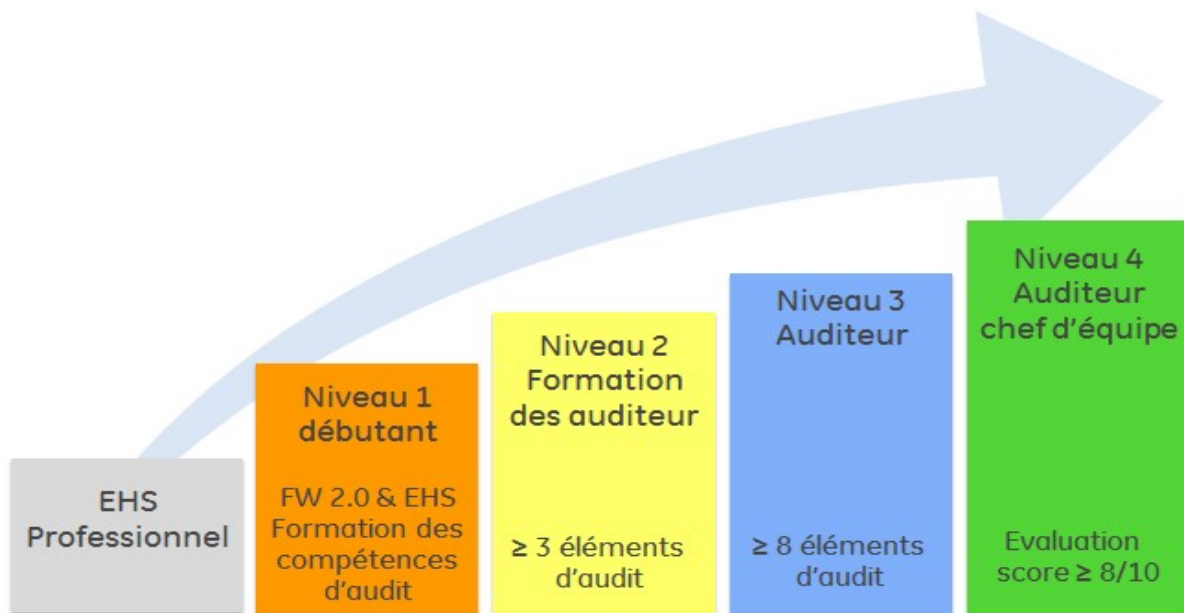 EHS
Professionnel
Niveau 1
débutant
FW 2.0 & EHS
Formation des
compétences
d'audit
Niveau 2
Formation
des auditeur
≥ 3 éléments
d'audit
Niveau 3
Auditeur
≥ 8 éléments
d'audit
Niveau 4
Auditeur
chef d'équipe
Evaluation
score ≥ 8/10